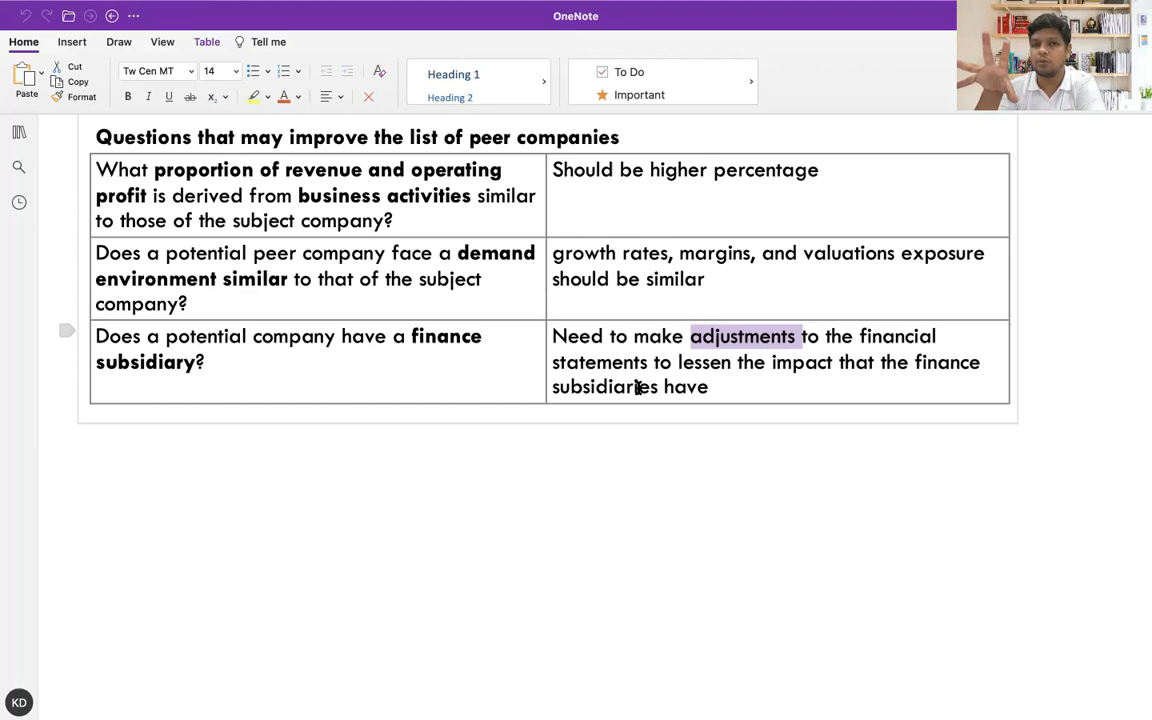 OneNote
Home Insert Draw View Table Tell me
Cut
Copy
Paste
Format
Tw Cen MT 14
B I U ab x₂ A
Heading 1
Heading 2
To Do
Important
Questions that may improve the list of peer companies
What proportion of revenue and operating
profit is derived from business activities similar
to those of the subject company?
Should be higher percentage
Does a potential peer company face a demand
environment similar to that of the subject
company?
growth rates, margins, and valuations exposure
should be similar
Does a potential company have a finance
subsidiary?
Need to make adjustments to the financial
statements to lessen the impact that the finance
subsidiaries have
KD